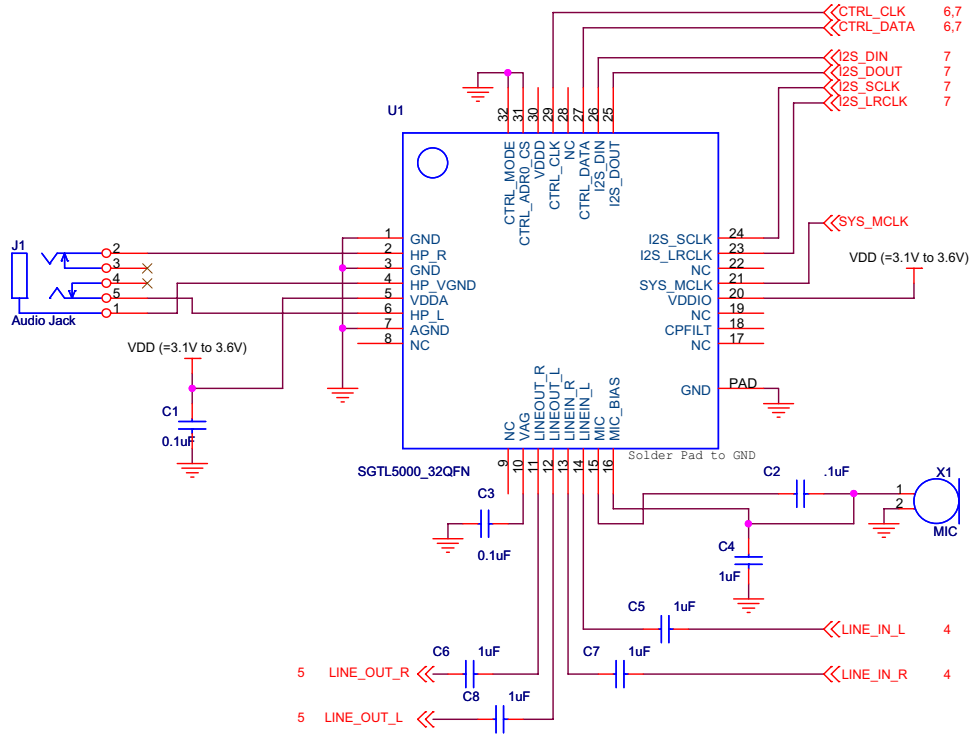 CTRL_CLK 6,7
CTRL_DATA 6,7
I2S_DIN 7
I2S_DOUT 7
I2S_SCLK 7
I2S_LRCLK 7
U1
32 31 30 29 28 27 26 25
CTRL_MODE
CTRL_ADR0_CS
VDDD
CTRL_CLK
NC
CTRL_DATA
I2S_DIN
I2S_DOUT
SYS_MCLK
VDD (=3.1V to 3.6V)
J1
2
3
4
5
1
Audio Jack
1 GND
2 HP_R
3 GND
4 HP_VGND
5 VDDA
6 HP_L
7 AGND
8 NC
I2S_SCLK 24
I2S_LRCLK 23
NC 22
SYS_MCLK 21
VDDIO 20
NC 19
CPFILT 18
NC 17
GND PAD
VDD (=3.1V to 3.6V)
C1
0.1uF
NC
VAG
LINEOUT_R
LINEOUT_L
LINEIN_R
LINEIN_L
MIC
MIC_BIAS
9 10 11 12 13 14 15 16
SGTL5000_32QFN
Solder Pad to GND
C2 .1uF
X1
1
2
MIC
C3
0.1uF
C4
1uF
C5 1uF
LINE_IN_L 4
C6 1uF
5 LINE_OUT_R
C7 1uF
LINE_IN_R 4
C8 1uF
5 LINE_OUT_L